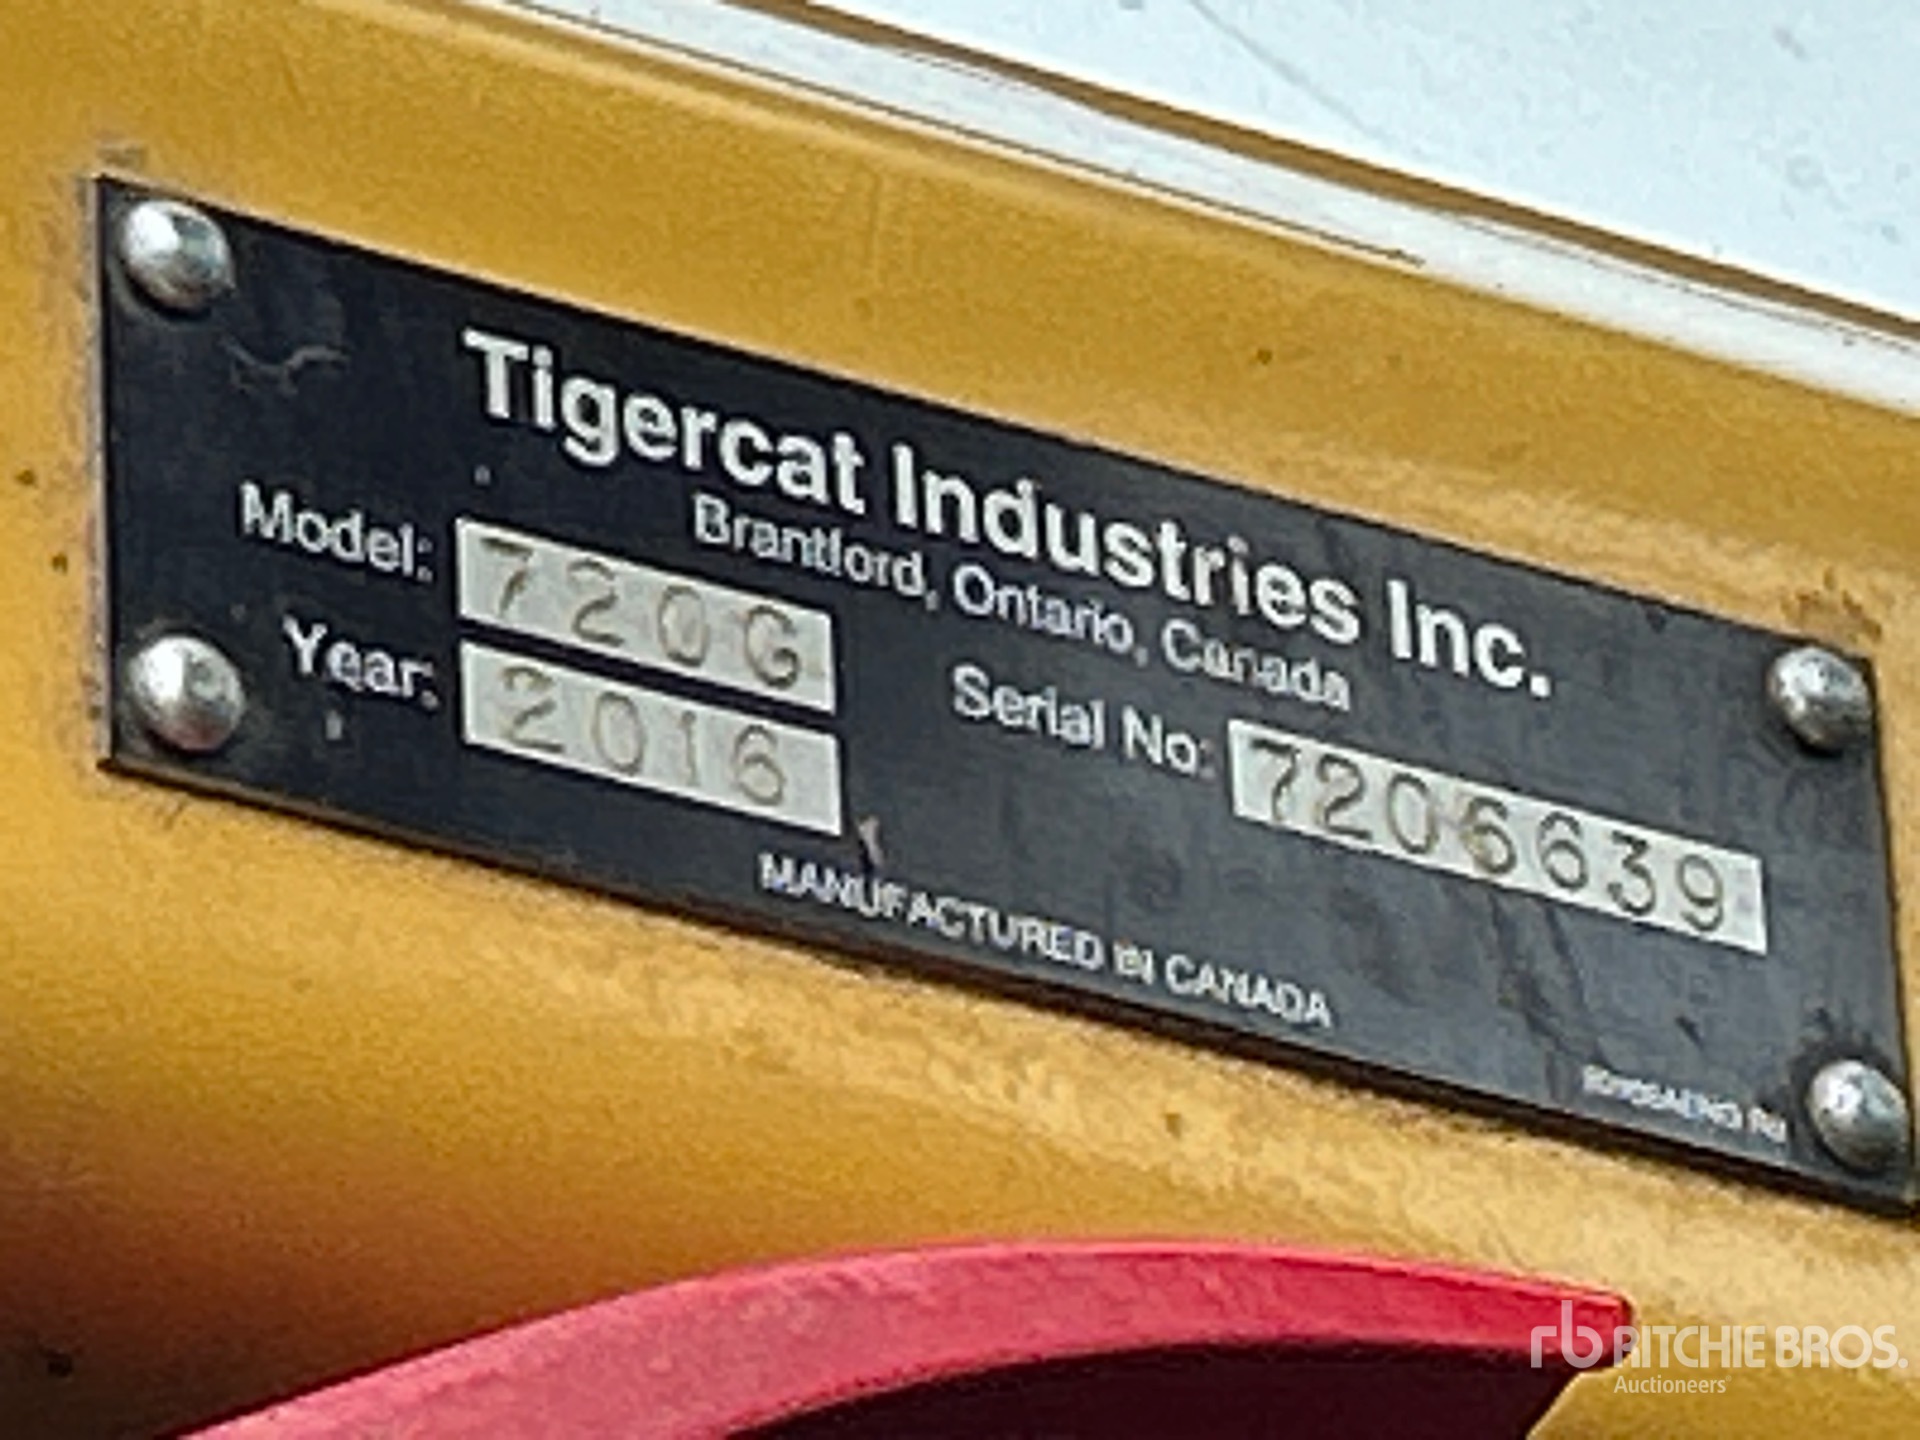 Tigercat Industries Inc.
Brantford, Ontario, Canada
Model: 720G
Year: 2016
Serial No: 7206639
MANUFACTURED IN CANADA
rb RITCHIE BROS.
Auctioneers